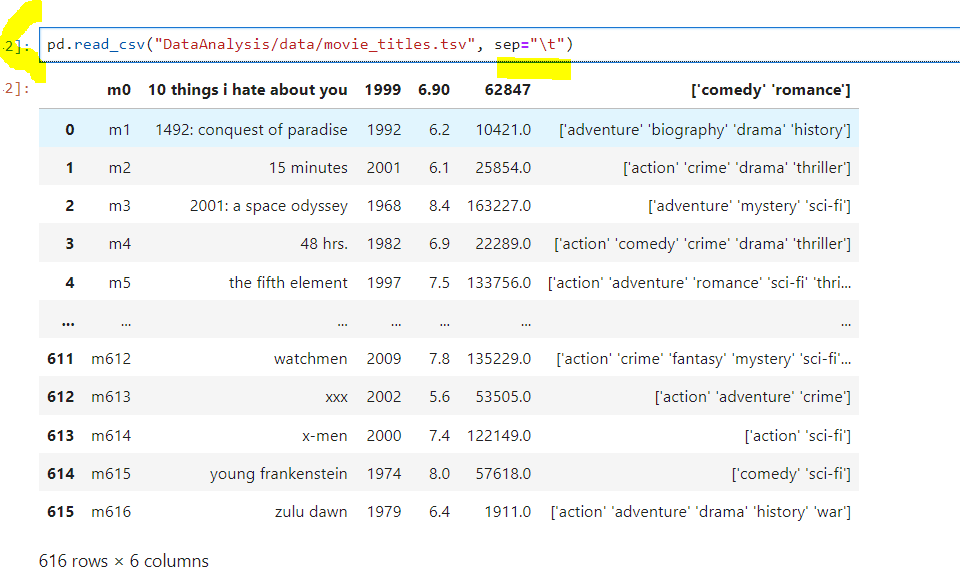 2]: pd.read_csv("DataAnalysis/data/movie_titles.tsv", sep="\t")
2]:
m0 10 things i hate about you 1999 6.90 62847 ['comedy' 'romance']
0 m1 1492: conquest of paradise 1992 6.2 10421.0 ['adventure' 'biography' 'drama' 'history']
1 m2 15 minutes 2001 6.1 25854.0 ['action' 'crime' 'drama' 'thriller']
2 m3 2001: a space odyssey 1968 8.4 163227.0 ['adventure' 'mystery' 'sci-fi']
3 m4 48 hrs. 1982 6.9 22289.0 ['action' 'comedy' 'crime' 'drama' 'thriller']
4 m5 the fifth element 1997 7.5 133756.0 ['action' 'adventure' 'romance' 'sci-fi' 'thri...
... ... ... ... ... ... ...
611 m612 watchmen 2009 7.8 135229.0 ['action' 'crime' 'fantasy' 'mystery' 'sci-fi'...
612 m613 xxx 2002 5.6 53505.0 ['action' 'adventure' 'crime']
613 m614 x-men 2000 7.4 122149.0 ['action' 'sci-fi']
614 m615 young frankenstein 1974 8.0 57618.0 ['comedy' 'sci-fi']
615 m616 zulu dawn 1979 6.4 1911.0 ['action' 'adventure' 'drama' 'history' 'war']
616 rows × 6 columns